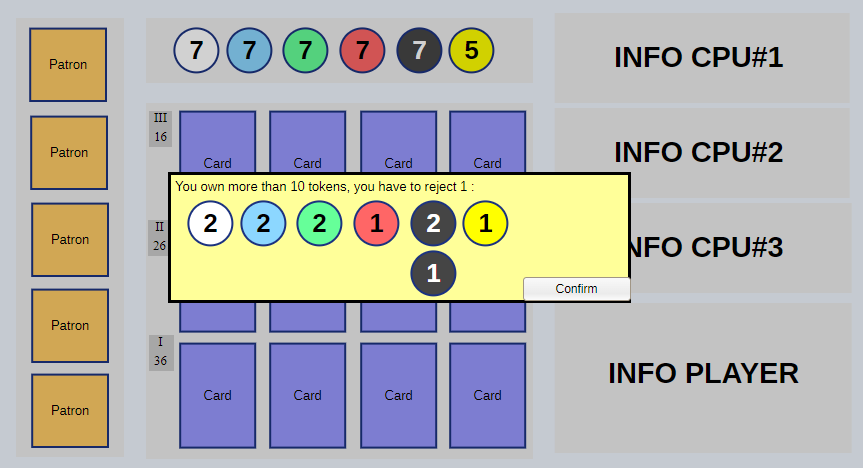 Patron
Patron
Patron
Patron
Patron
7 7 7 7 7 5
III
16
Card Card Card Card
You own more than 10 tokens, you have to reject 1 :
2 2 2 1 2 1
1
Confirm
II
26
I
36
Card Card Card Card
INFO CPU#1
INFO CPU#2
NFO CPU#3
INFO PLAYER